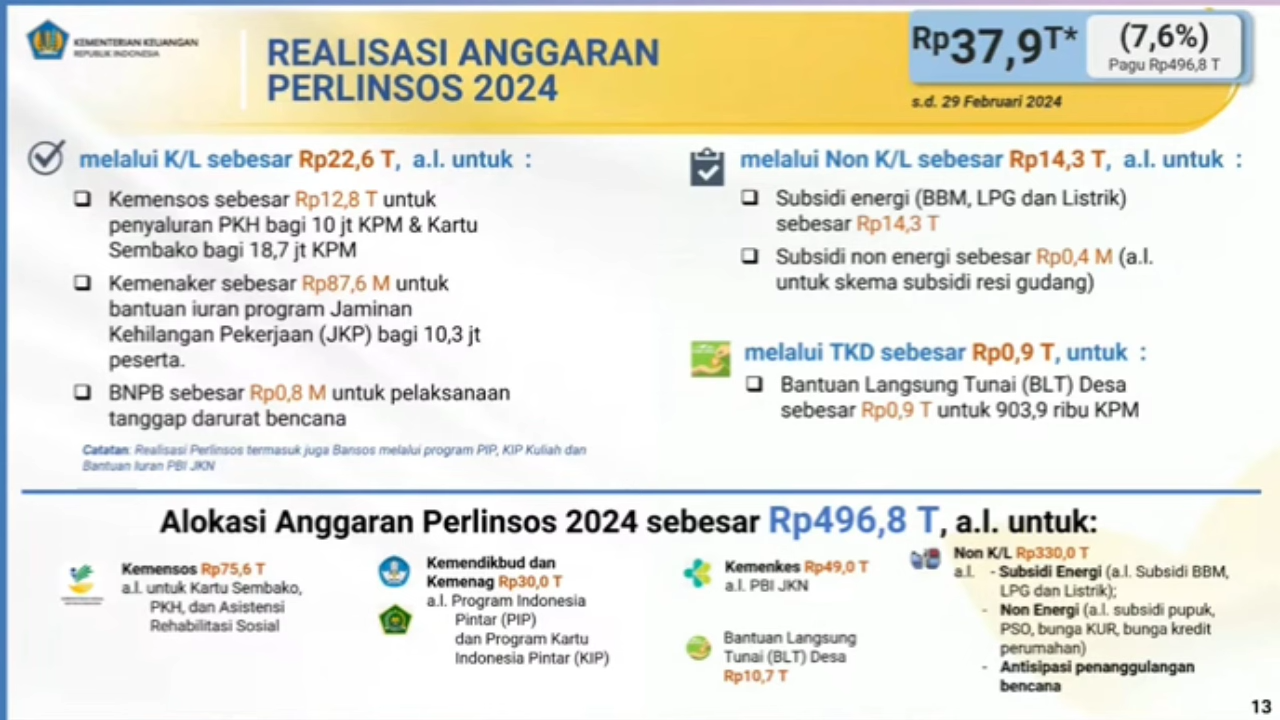 KEMENTERIAN KEUANGAN
REPUBLIK INDONESIA
REALISASI ANGGARAN
PERLINSOS 2024
Rp37,9T*
(7,6%)
Pagu Rp496,8 T
s.d. 29 Februari 2024
melalui K/L sebesar Rp22,6 T, a.l. untuk :
❑ Kemensos sebesar Rp12,8 T untuk
penyaluran PKH bagi 10 jt KPM & Kartu
Sembako bagi 18,7 jt KPM
❑ Kemenaker sebesar Rp87,6 M untuk
bantuan iuran program Jaminan
Kehilangan Pekerjaan (JKP) bagi 10,3 jt
peserta.
❑ BNPB sebesar Rp0,8 M untuk pelaksanaan
tanggap darurat bencana
Catatan: Realisasi Perlinsos termasuk juga Bansos melalui program PIP, KIP Kuliah dan
Bantuan Iuran PBI JKN
melalui Non K/L sebesar Rp14,3 T, a.l. untuk :
❑ Subsidi energi (BBM, LPG dan Listrik)
sebesar Rp14,3 T
❑ Subsidi non energi sebesar Rp0,4 M (a.l.
untuk skema subsidi resi gudang)
melalui TKD sebesar Rp0,9 T, untuk :
❑ Bantuan Langsung Tunai (BLT) Desa
sebesar Rp0,9 T untuk 903,9 ribu KPM
Alokasi Anggaran Perlinsos 2024 sebesar Rp496,8 T, a.l. untuk:
Kemensos Rp75,6 T
a.l. untuk Kartu Sembako,
PKH, dan Asistensi
Rehabilitasi Sosial
Kemendikbud dan
Kemenag Rp30,0 T
a.l. Program Indonesia
Pintar (PIP)
dan Program Kartu
Indonesia Pintar (KIP)
Kemenkes Rp49,0 T
a.l. PBI JKN
Bantuan Langsung
Tunai (BLT) Desa
Rp10,7 T
Non K/L Rp330,0 T
a.l. - Subsidi Energi (a.l. Subsidi BBM,
LPG dan Listrik);
- Non Energi (a.l. subsidi pupuk,
PSO, bunga KUR, bunga kredit
perumahan)
- Antisipasi penanggulangan
bencana
13